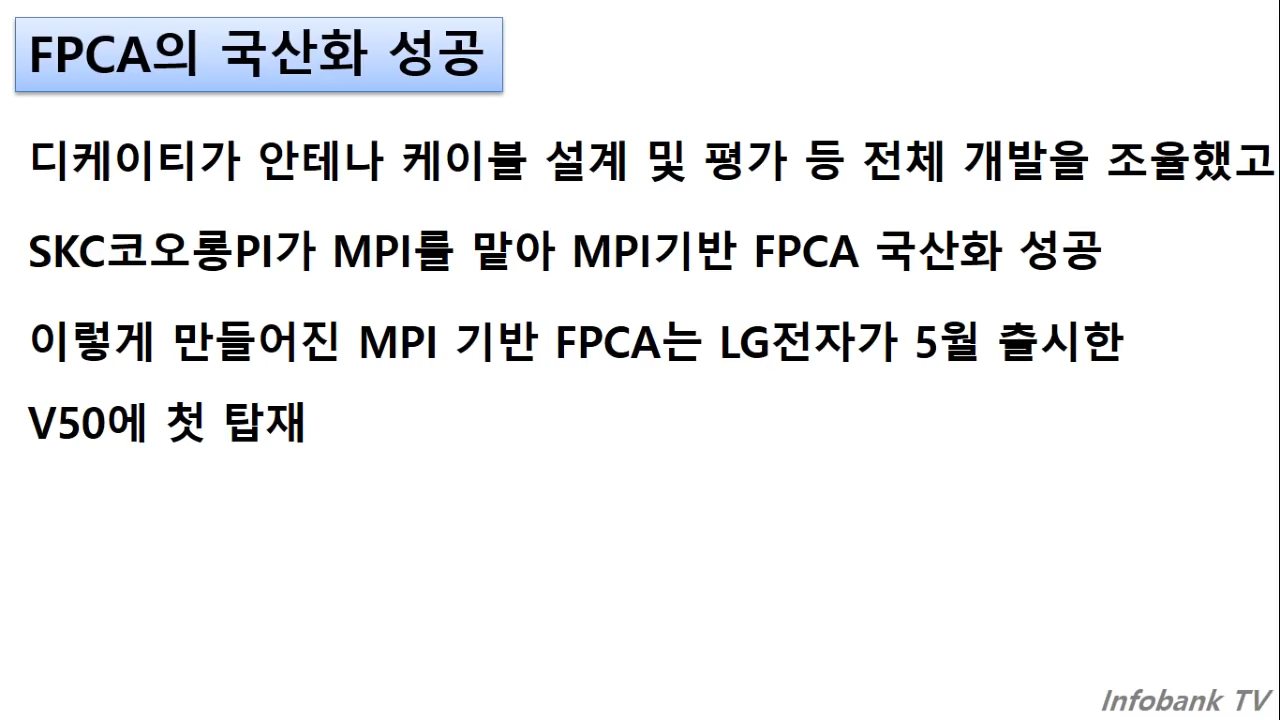 FPCA의 국산화 성공
디케이티가 안테나 케이블 설계 및 평가 등 전체 개발을 조율했고
SKC코오롱PI가 MPI를 맡아 MPI기반 FPCA 국산화 성공
이렇게 만들어진 MPI 기반 FPCA는 LG전자가 5월 출시한
V50에 첫 탑재
Infobank TV